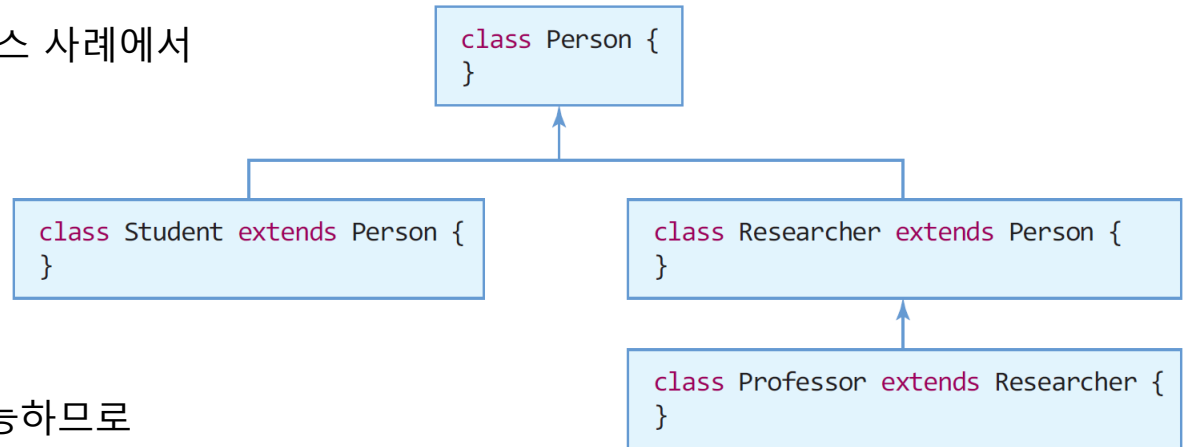 스 사례에서
class Person {
}
class Student extends Person {
}
class Researcher extends Person {
}
class Professor extends Researcher {
}
능하므로